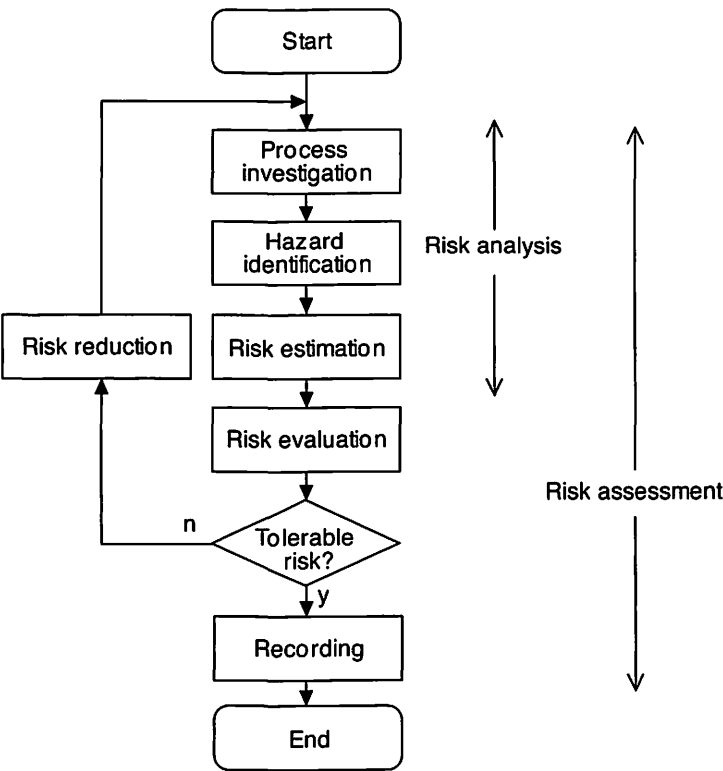 Start
Process
investigation
Hazard
identification
Risk analysis
Risk reduction
Risk estimation
Risk evaluation
Risk assessment
n
Tolerable
risk?
y
Recording
End